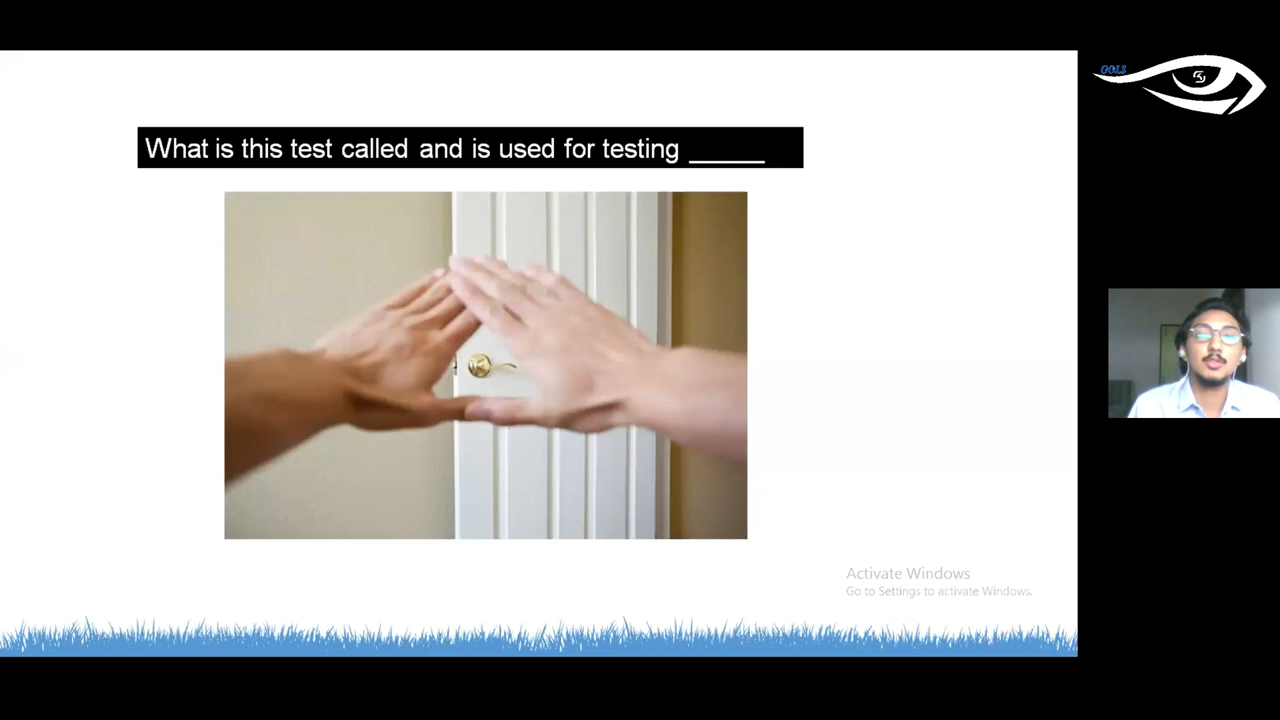 What is this test called and is used for testing _____
GOLS
Activate Windows
Go to Settings to activate Windows.